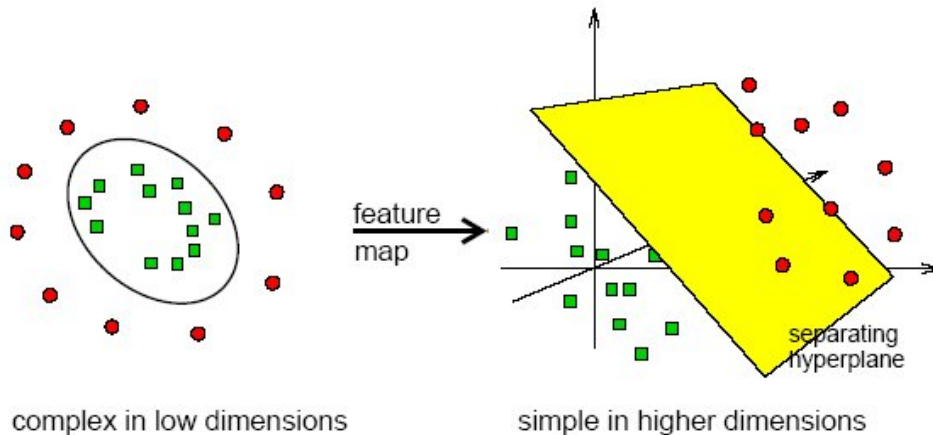 feature
map
separating
hyperplane
complex in low dimensions
simple in higher dimensions